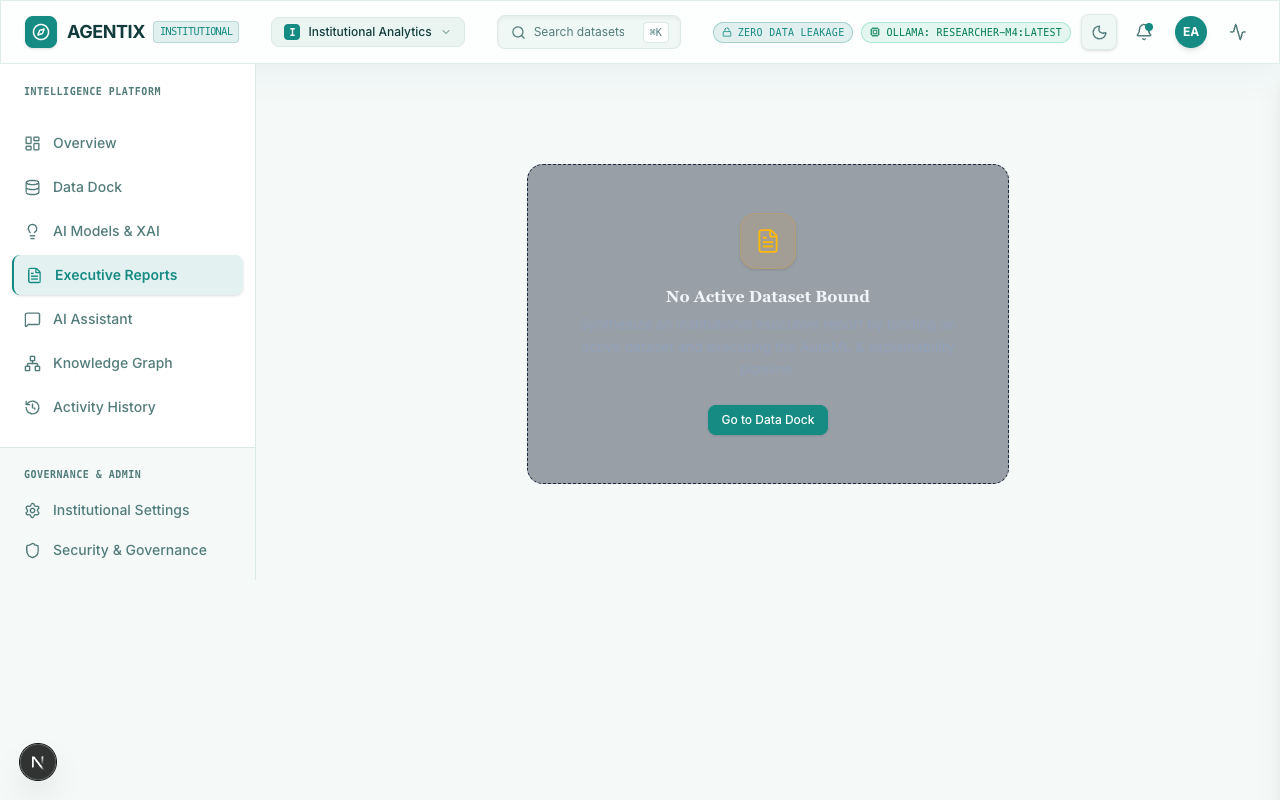 AGENTIX
INSTITUTIONAL
I
Institutional Analytics
Search datasets
⌘K
ZERO DATA LEAKAGE
OLLAMA: RESEARCHER-M4:LATEST
EA
INTELLIGENCE PLATFORM
Overview
Data Dock
AI Models & XAI
Executive Reports
AI Assistant
Knowledge Graph
Activity History
GOVERNANCE & ADMIN
Institutional Settings
Security & Governance
No Active Dataset Bound
Go to Data Dock
N